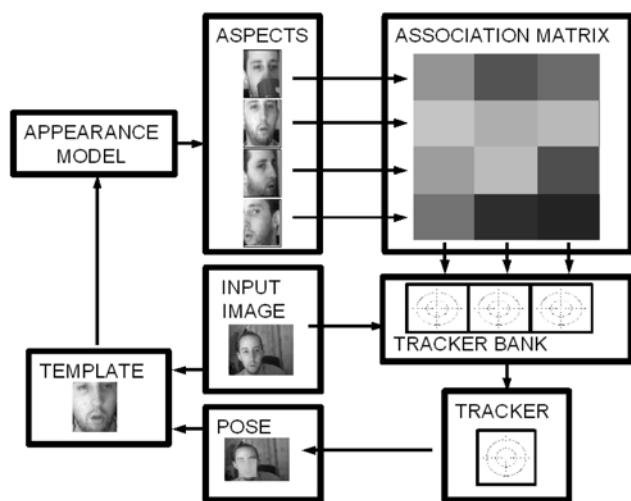 ASPECTS
ASSOCIATION MATRIX
APPEARANCE
MODEL
INPUT
IMAGE
TRACKER BANK
TEMPLATE
POSE
TRACKER